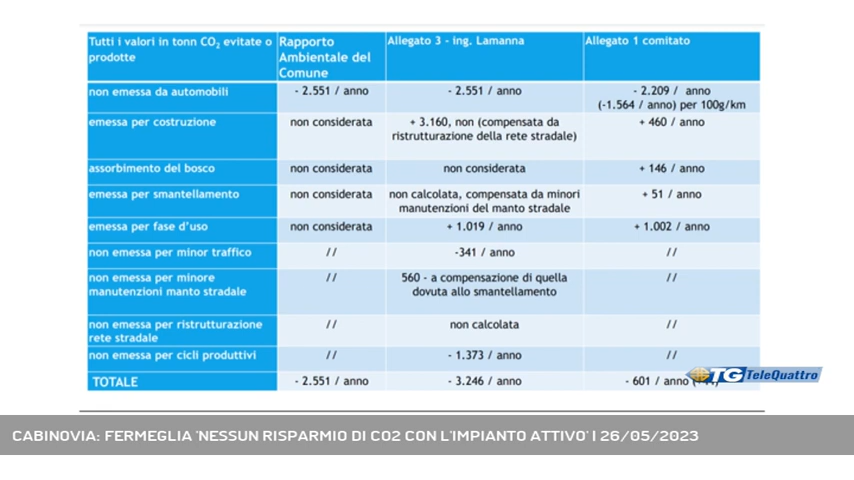 Tutti i valori in tonn CO2 evitate o prodotte | Rapporto Ambientale del Comune | Allegato 3 - ing. Lamanna | Allegato 1 comitato
non emessa da automobili | - 2.551 / anno | - 2.551 / anno | - 2.209 / anno (-1.564 / anno) per 100g/km
emessa per costruzione | non considerata | + 3.160, non (compensata da ristrutturazione della rete stradale) | + 460 / anno
assorbimento del bosco | non considerata | non considerata | + 146 / anno
emessa per smantellamento | non considerata | non calcolata, compensata da minori manutenzioni del manto stradale | + 51 / anno
emessa per fase d'uso | non considerata | + 1.019 / anno | + 1.002 / anno
non emessa per minor traffico | // | -341 / anno | //
non emessa per minore manutenzioni manto stradale | // | 560 - a compensazione di quella dovuta allo smantellamento | //
non emessa per ristrutturazione rete stradale | // | non calcolata | //
non emessa per cicli produttivi | // | - 1.373 / anno | //
TOTALE | - 2.551 / anno | - 3.246 / anno | - 601 / anno
TG TeleQuattro
CABINOVIA: FERMEGLIA 'NESSUN RISPARMIO DI CO2 CON L'IMPIANTO ATTIVO' | 26/05/2023